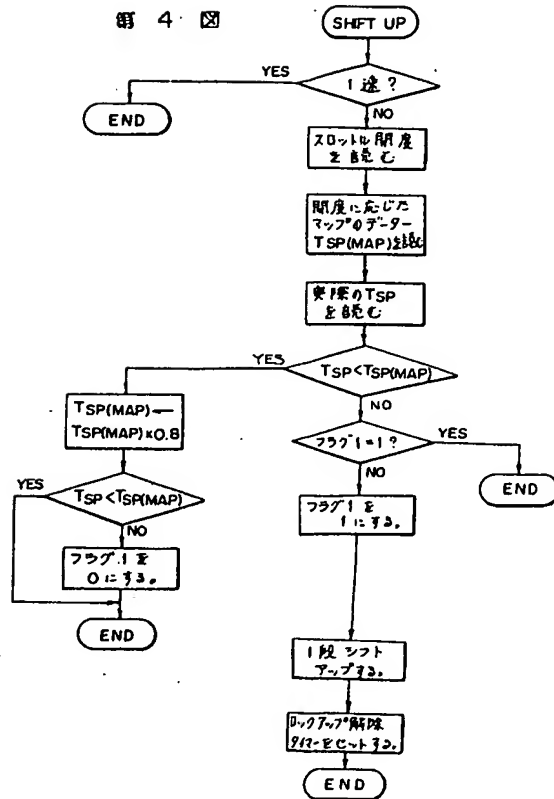 第 4 図
SHIFT UP
YES
1 速 ?
END
NO
スロットル開度
を読む
開度に応じた
マップのデーター
TSP(MAP)を読む
実際のTSP
を読む
YES
TSP<TSP(MAP)
NO
TSP(MAP)←
TSP(MAP)×0.8
フラグ1=1?
YES
NO
END
YES
TSP<TSP(MAP)
NO
フラグ1を
1にする。
フラグ.1を
0にする。
END
1段シフト
アップする。
ロックアップ解除
タイマーをセットする。
END